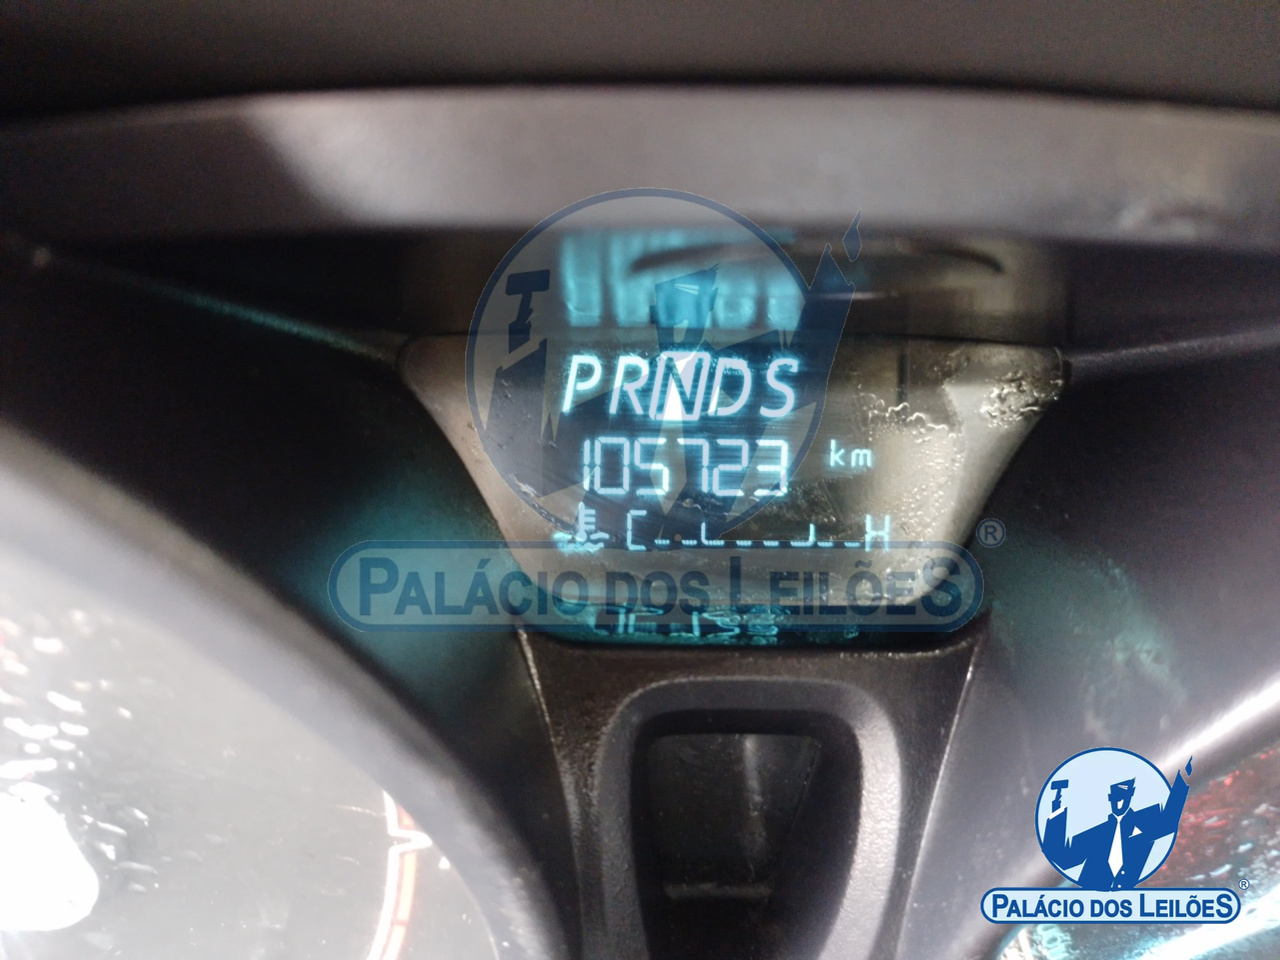 PRNDS
105723 km
C H
PALÁCIO DOS LEILÕES ®
PALÁCIO DOS LEILÕES ®